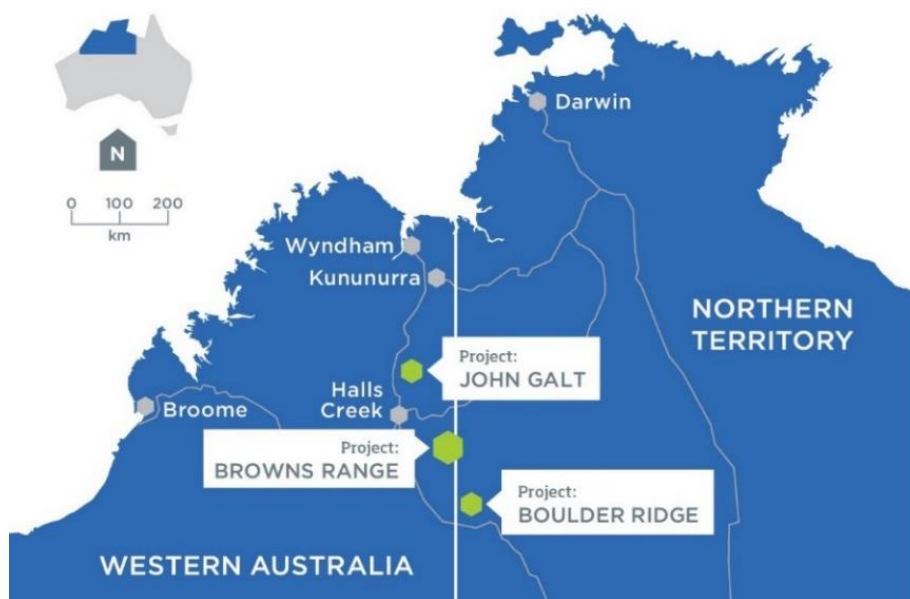 N
0 100 200
km
Darwin
Wyndham
Kununurra
NORTHERN
TERRITORY
Project:
JOHN GALT
Halls
Creek
Broome
Project:
BROWNS RANGE
Project:
BOULDER RIDGE
WESTERN AUSTRALIA